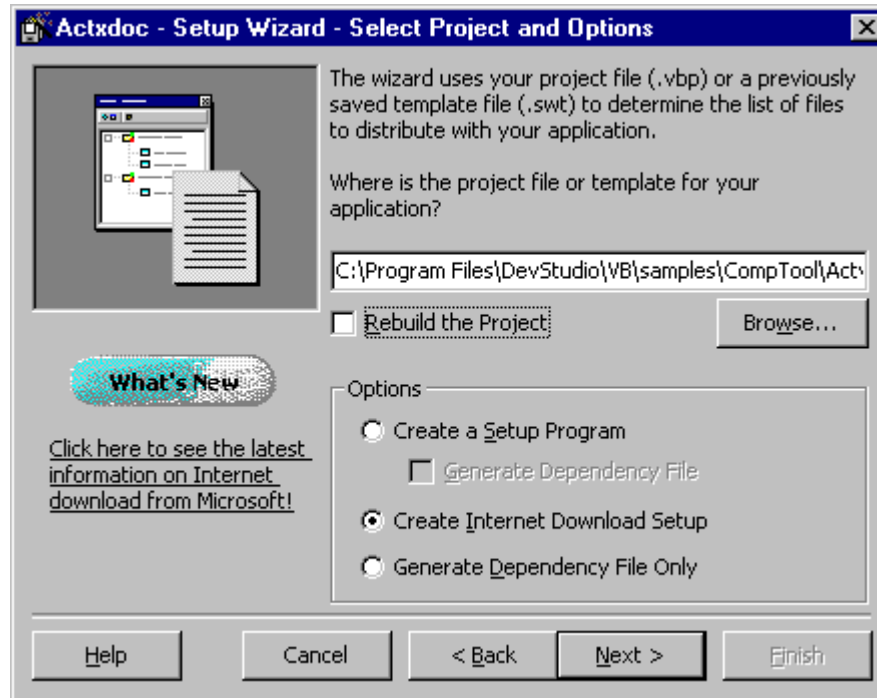 Actxdoc - Setup Wizard - Select Project and Options
The wizard uses your project file (.vbp) or a previously
saved template file (.swt) to determine the list of files
to distribute with your application.
Where is the project file or template for your
application?
C:\Program Files\DevStudio\VB\samples\CompTool\Actv
Rebuild the Project
Browse...
What's New
Click here to see the latest
information on Internet
download from Microsoft!
Options
Create a Setup Program
Generate Dependency File
Create Internet Download Setup
Generate Dependency File Only
Help
Cancel
< Back
Next >
Finish